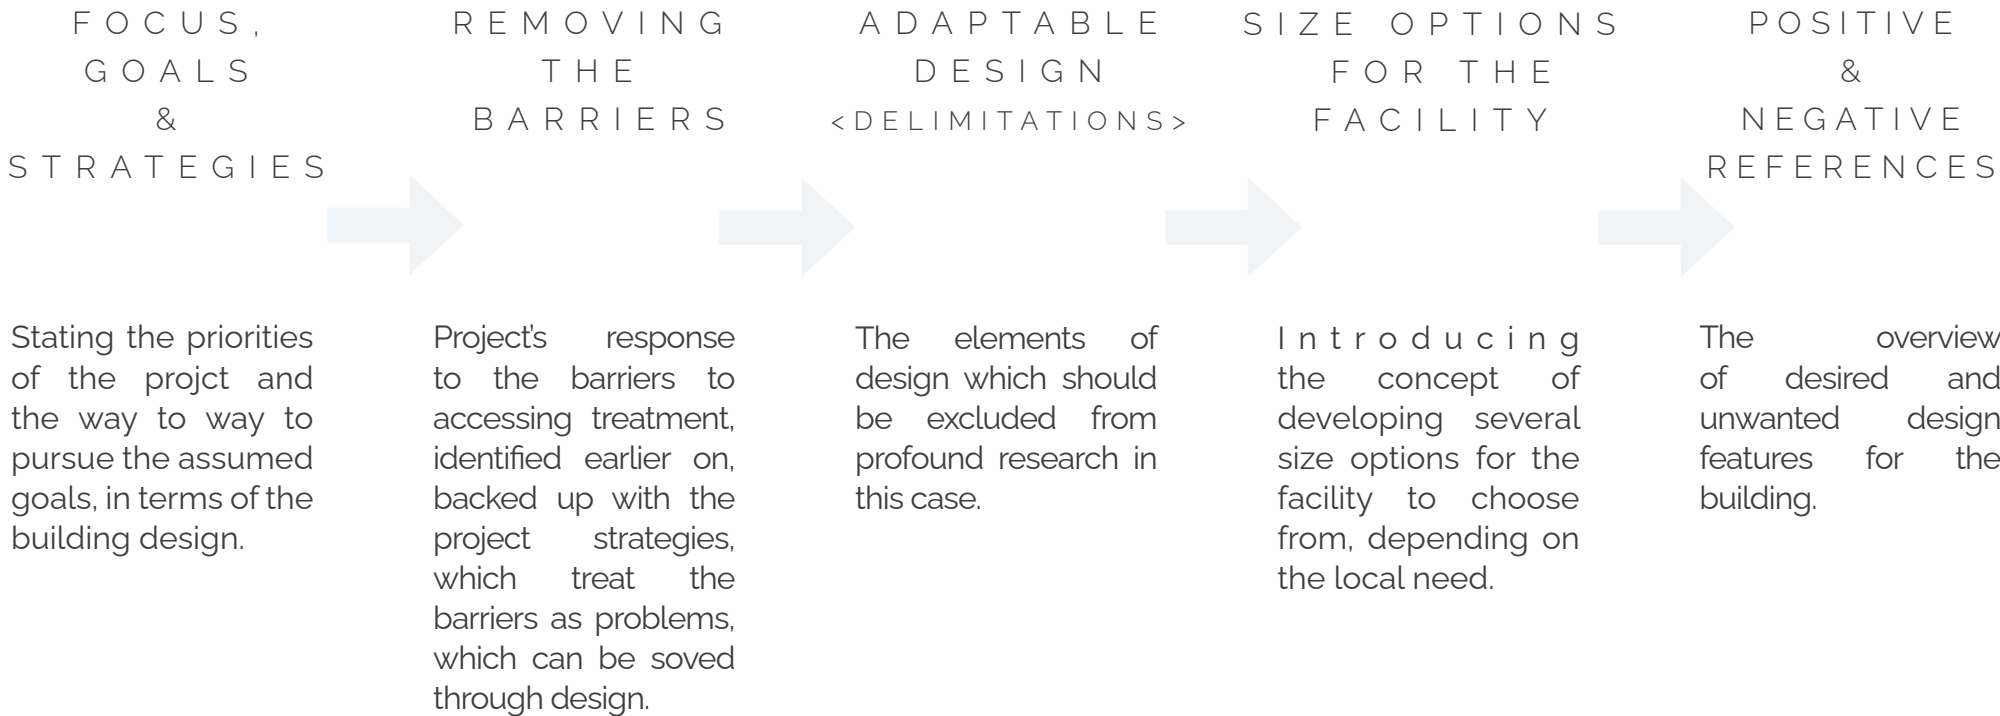 FOCUS,
GOALS
&
STRATEGIES
Stating the priorities
of the projct and
the way to way to
pursue the assumed
goals, in terms of the
building design.
REMOVING
THE
BARRIERS
Project's response
to the barriers to
accessing treatment,
identified earlier on,
backed up with the
project strategies,
which treat the
barriers as problems,
which can be soved
through design.
ADAPTABLE
DESIGN
<DELIMITATIONS>
The elements of
design which should
be excluded from
profound research in
this case.
SIZE OPTIONS
FOR THE
FACILITY
Introducing
the concept of
developing several
size options for the
facility to choose
from, depending on
the local need.
POSITIVE
&
NEGATIVE
REFERENCES
The overview
of desired and
unwanted design
features for the
building.